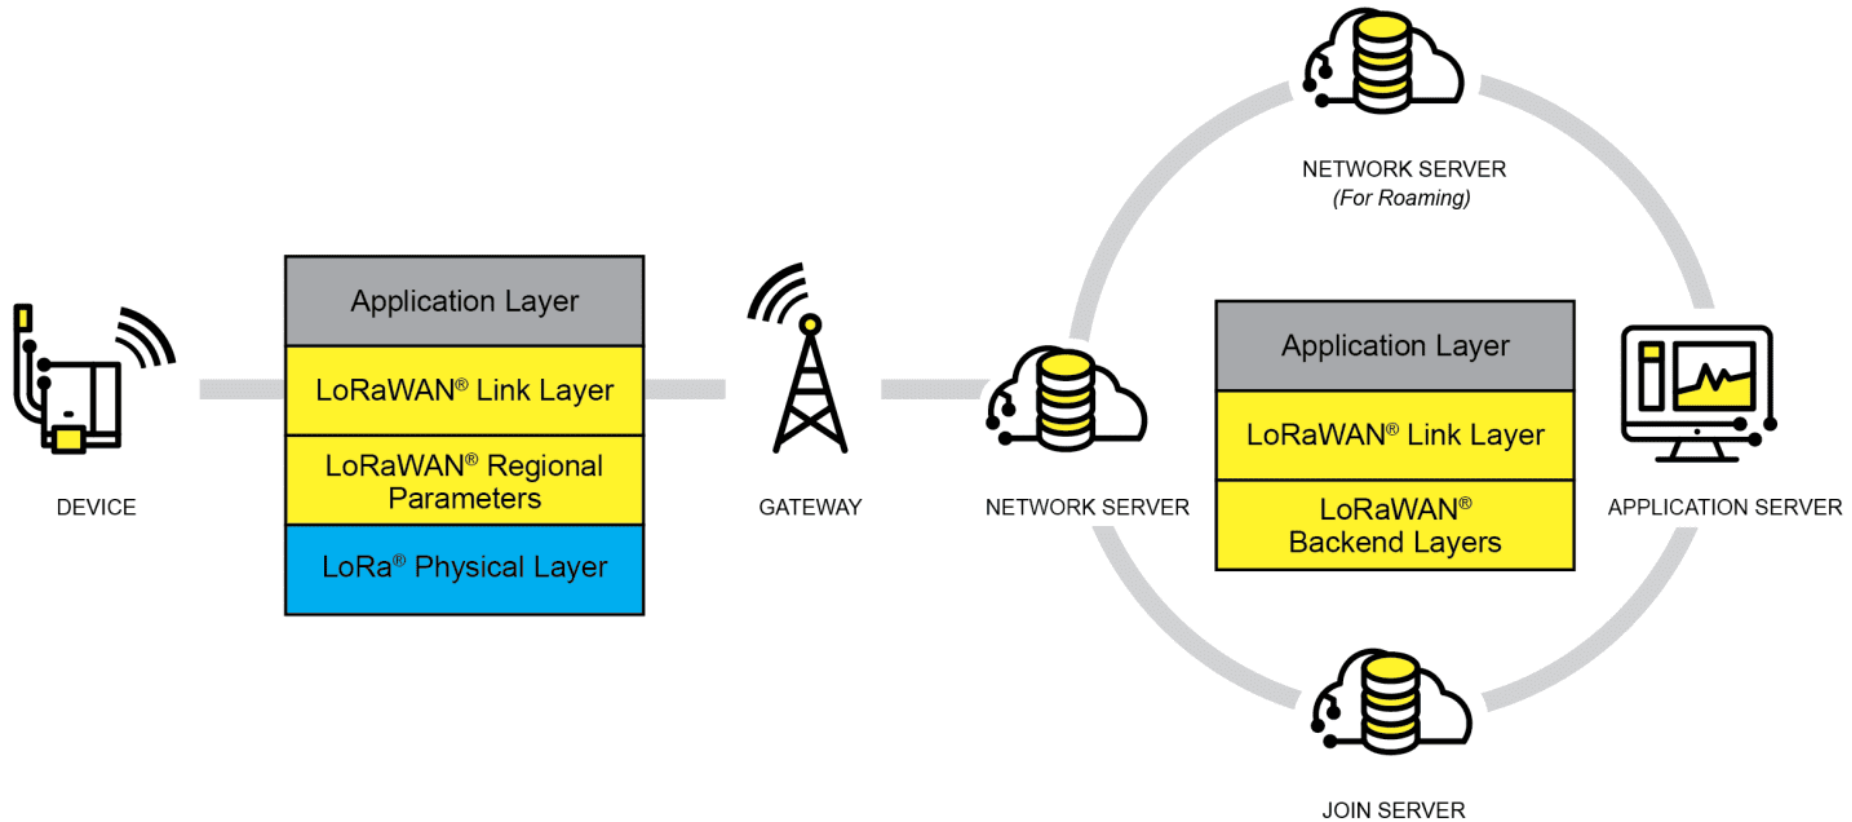 NETWORK SERVER
(For Roaming)
Application Layer
LoRaWAN® Link Layer
LoRaWAN® Regional
Parameters
LoRa® Physical Layer
Application Layer
LoRaWAN® Link Layer
LoRaWAN®
Backend Layers
DEVICE
GATEWAY
NETWORK SERVER
APPLICATION SERVER
JOIN SERVER